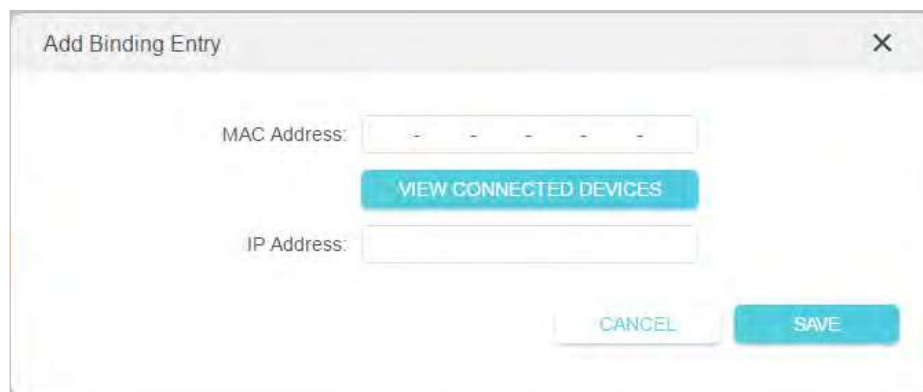 Add Binding Entry ×
MAC Address: - - - - -
VIEW CONNECTED DEVICES
IP Address:
CANCEL SAVE